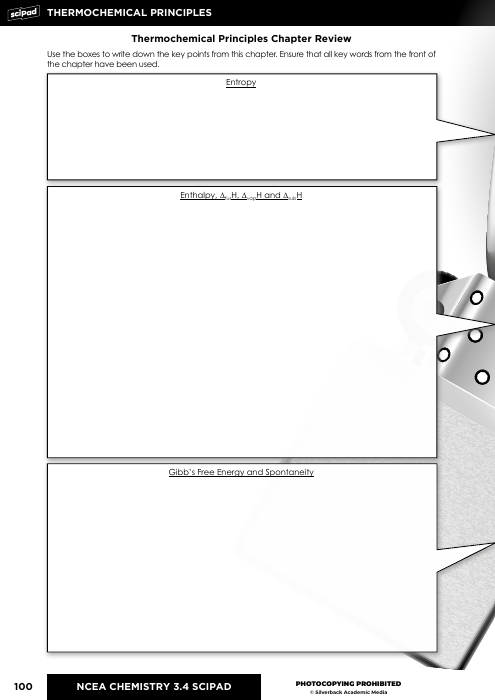 scipad THERMOCHEMICAL PRINCIPLES
Thermochemical Principles Chapter Review
Use the boxes to write down the key points from this chapter. Ensure that all key words from the front of
the chapter have been used.
Entropy
Enthalpy, ΔfusH, ΔvapH and ΔsubH
Gibb's Free Energy and Spontaneity
100 NCEA CHEMISTRY 3.4 SCIPAD
PHOTOCOPYING PROHIBITED
© Silverback Academic Media